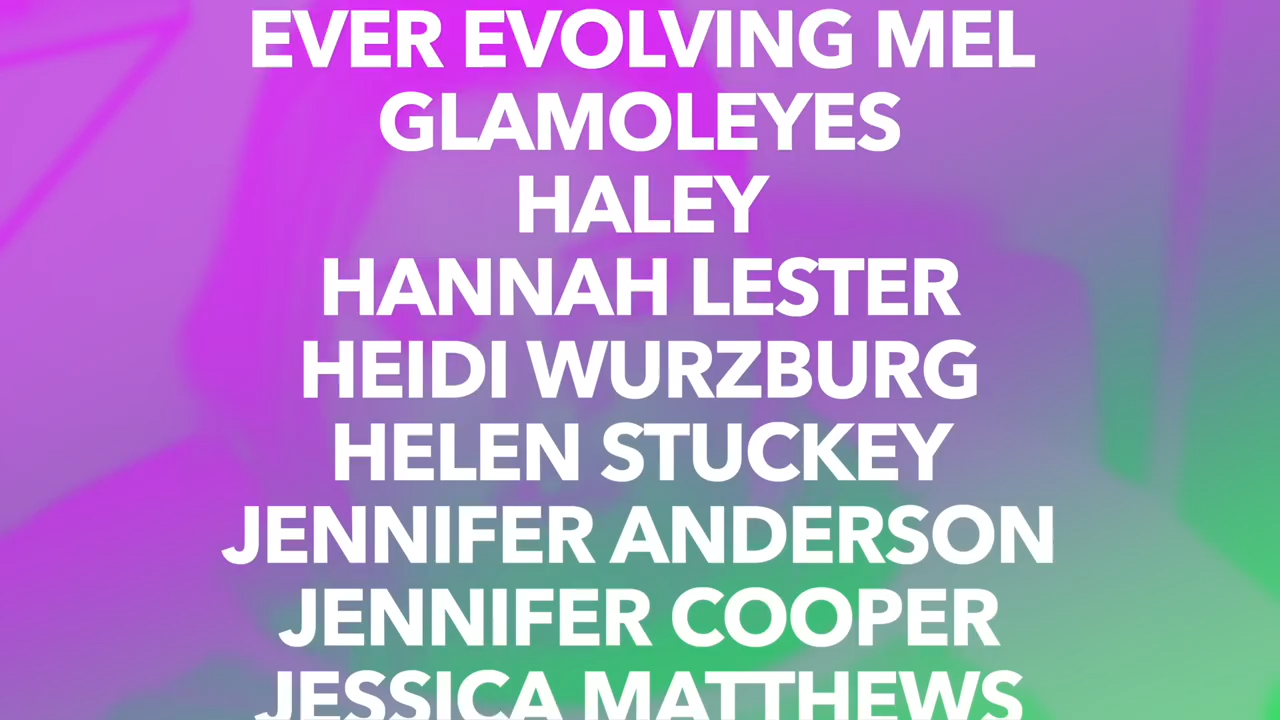 EVER EVOLVING MEL
GLAMOLEYES
HALEY
HANNAH LESTER
HEIDI WURZBURG
HELEN STUCKEY
JENNIFER ANDERSON
JENNIFER COOPER
JESSICA MATTHEWS